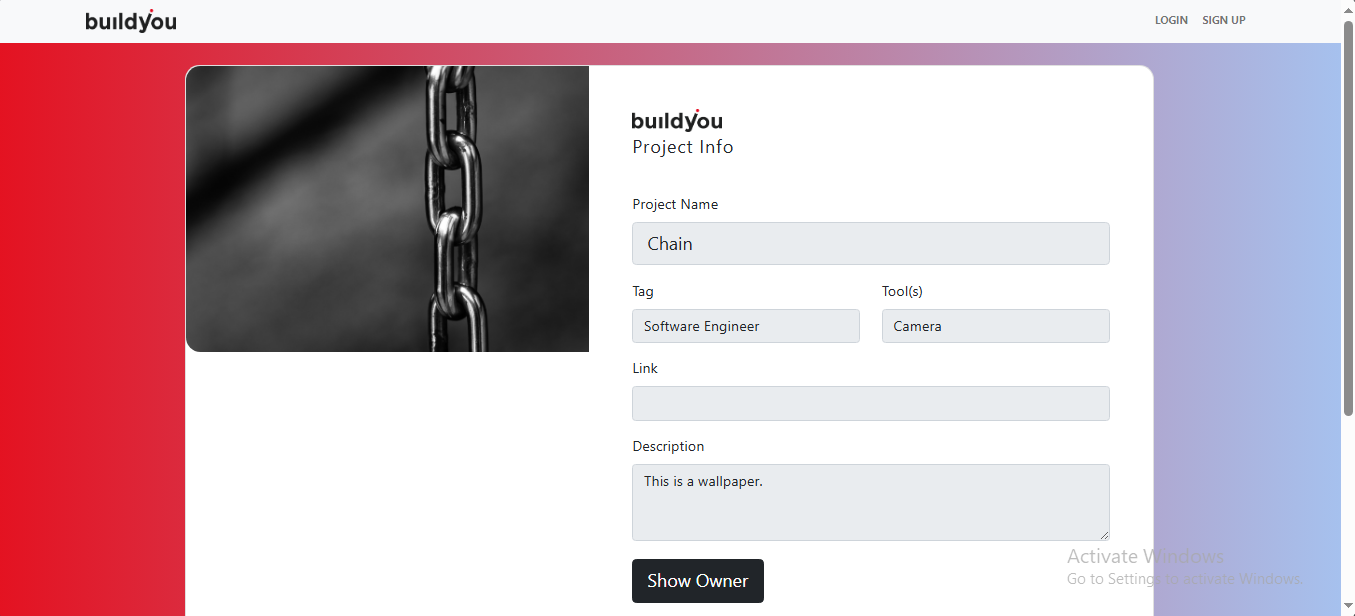 buildyou
LOGIN SIGN UP
buildyou
Project Info
Project Name
Chain
Tag Tool(s)
Software Engineer Camera
Link
Description
This is a wallpaper.
Show Owner
Activate Windows
Go to Settings to activate Windows.